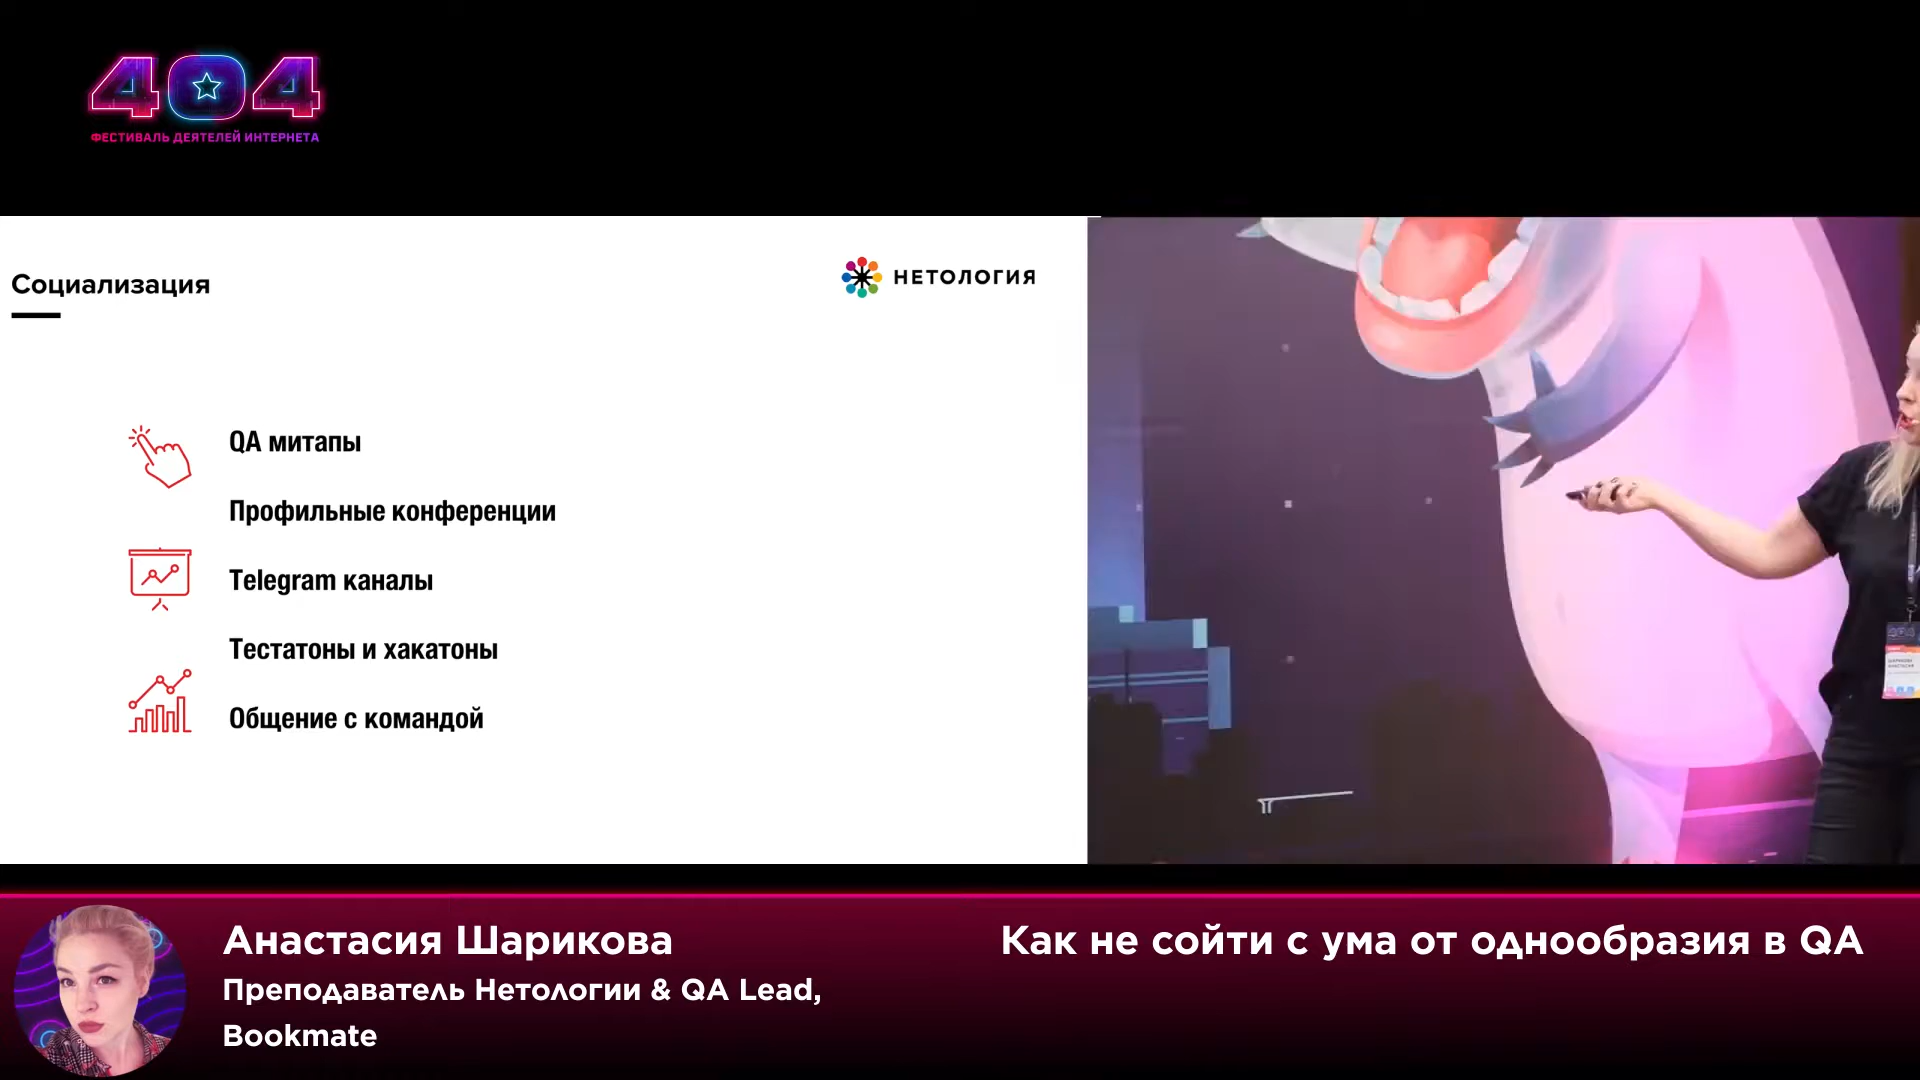 404
ФЕСТИВАЛЬ ДЕЯТЕЛЕЙ ИНТЕРНЕТА
Социализация
НЕТОЛОГИЯ
QA митапы
Профильные конференции
Telegram каналы
Тестатоны и хакатоны
Общение с командой
404
Анастасия Шарикова
Преподаватель Нетологии & QA Lead,
Bookmate
Как не сойти с ума от однообразия в QA